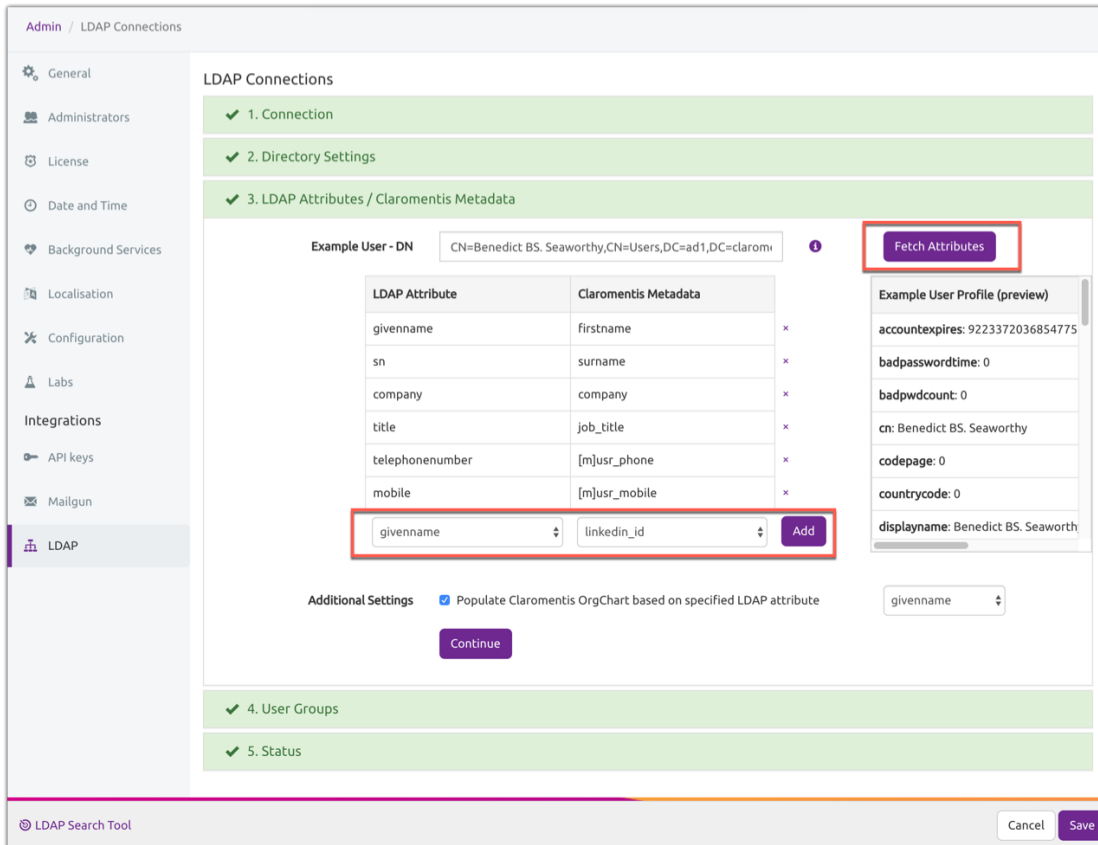 Admin / LDAP Connections
General
Administrators
License
Date and Time
Background Services
Localisation
Configuration
Labs
Integrations
API keys
Mailgun
LDAP
LDAP Connections
1. Connection
2. Directory Settings
3. LDAP Attributes / Claromentis Metadata
Example User - DN CN=Benedict BS. Seaworthy,CN=Users,DC=ad1,DC=clarome Fetch Attributes
LDAP Attribute Claromentis Metadata
givenname firstname ×
sn surname ×
company company ×
title job_title ×
telephonenumber [m]usr_phone ×
mobile [m]usr_mobile ×
givenname linkedin_id Add
Example User Profile (preview)
accountexpires: 9223372036854775
badpasswordtime: 0
badpwdcount: 0
cn: Benedict BS. Seaworthy
codepage: 0
countrycode: 0
displayname: Benedict BS. Seaworth
Additional Settings Populate Claromentis OrgChart based on specified LDAP attribute givenname
Continue
4. User Groups
5. Status
LDAP Search Tool Cancel Save